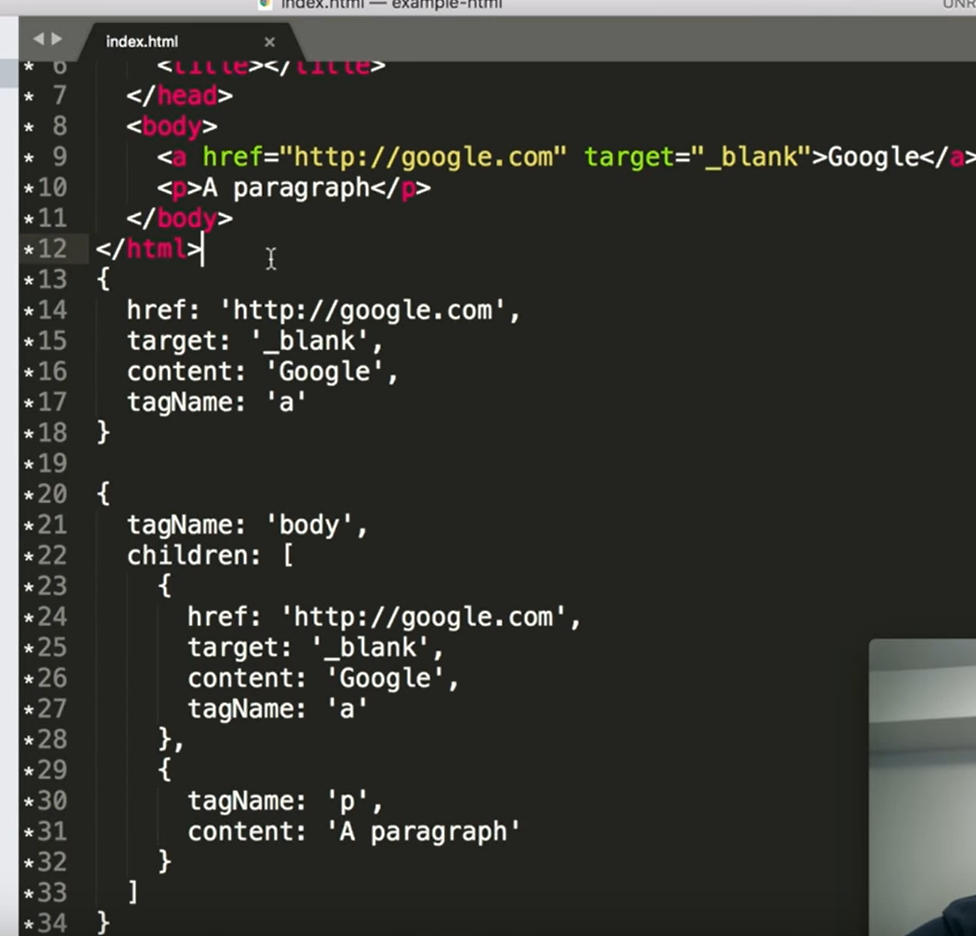 index.html — example-html
UNR
index.html ×
* 6 <title></title>
* 7 </head>
* 8 <body>
* 9 <a href="http://google.com" target="_blank">Google</a>
*10 <p>A paragraph</p>
*11 </body>
*12 </html>
*13 {
*14 href: 'http://google.com',
*15 target: '_blank',
*16 content: 'Google',
*17 tagName: 'a'
*18 }
*19
*20 {
*21 tagName: 'body',
*22 children: [
*23 {
*24 href: 'http://google.com',
*25 target: '_blank',
*26 content: 'Google',
*27 tagName: 'a'
*28 },
*29 {
*30 tagName: 'p',
*31 content: 'A paragraph'
*32 }
*33 ]
*34 }